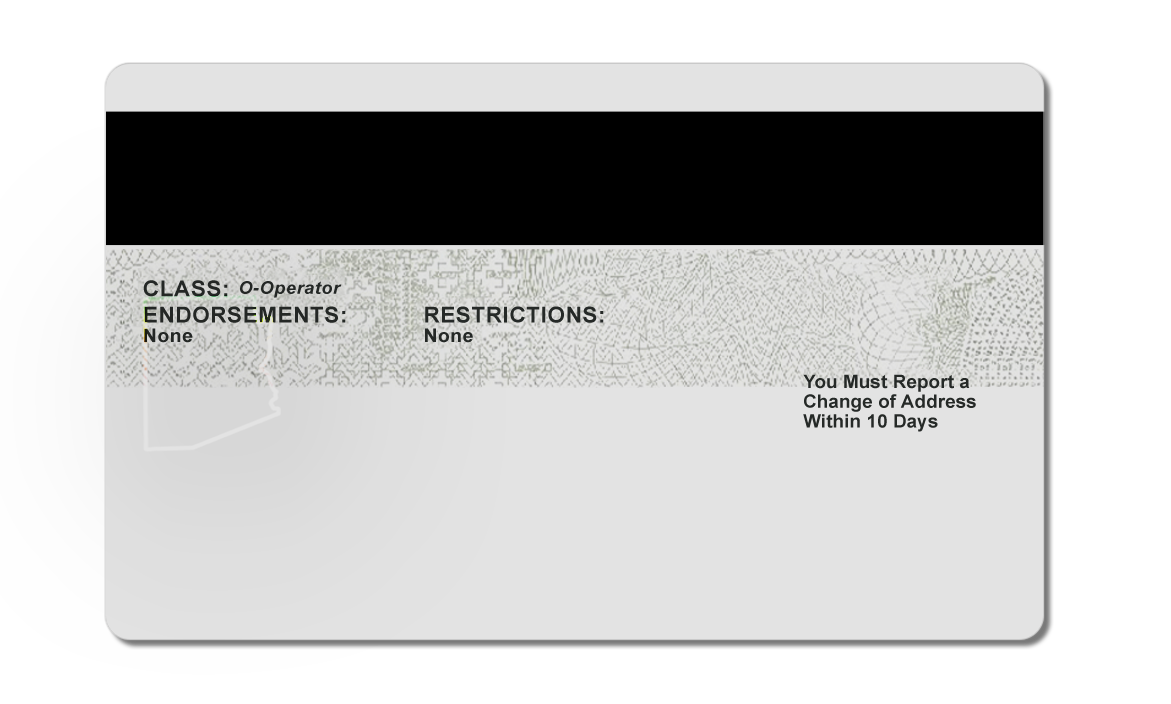 CLASS: O-Operator
ENDORSEMENTS: RESTRICTIONS:
None None
You Must Report a
Change of Address
Within 10 Days